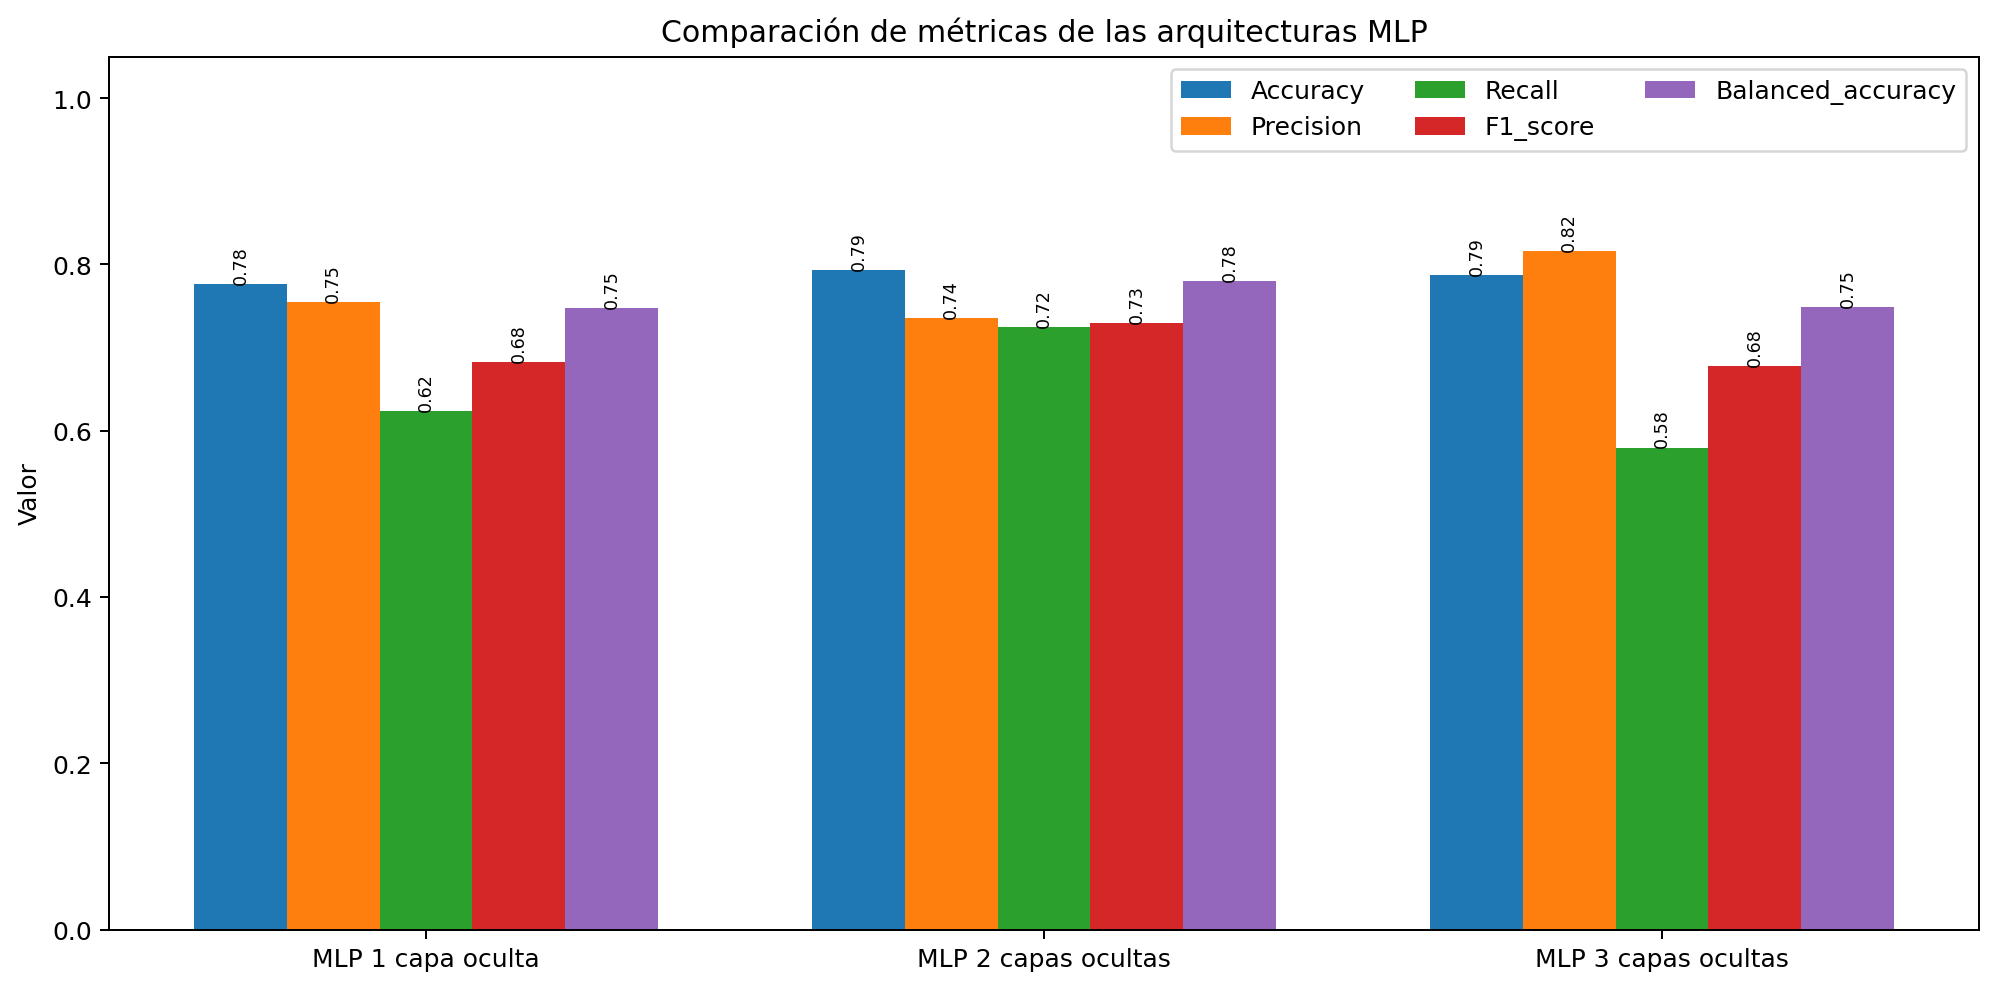 Comparación de métricas de las arquitecturas MLP
Accuracy
Precision
Recall
F1_score
Balanced_accuracy
Valor
1.0
0.8
0.6
0.4
0.2
0.0
0.78
0.75
0.62
0.68
0.75
0.79
0.74
0.72
0.73
0.78
0.79
0.82
0.58
0.68
0.75
MLP 1 capa oculta
MLP 2 capas ocultas
MLP 3 capas ocultas